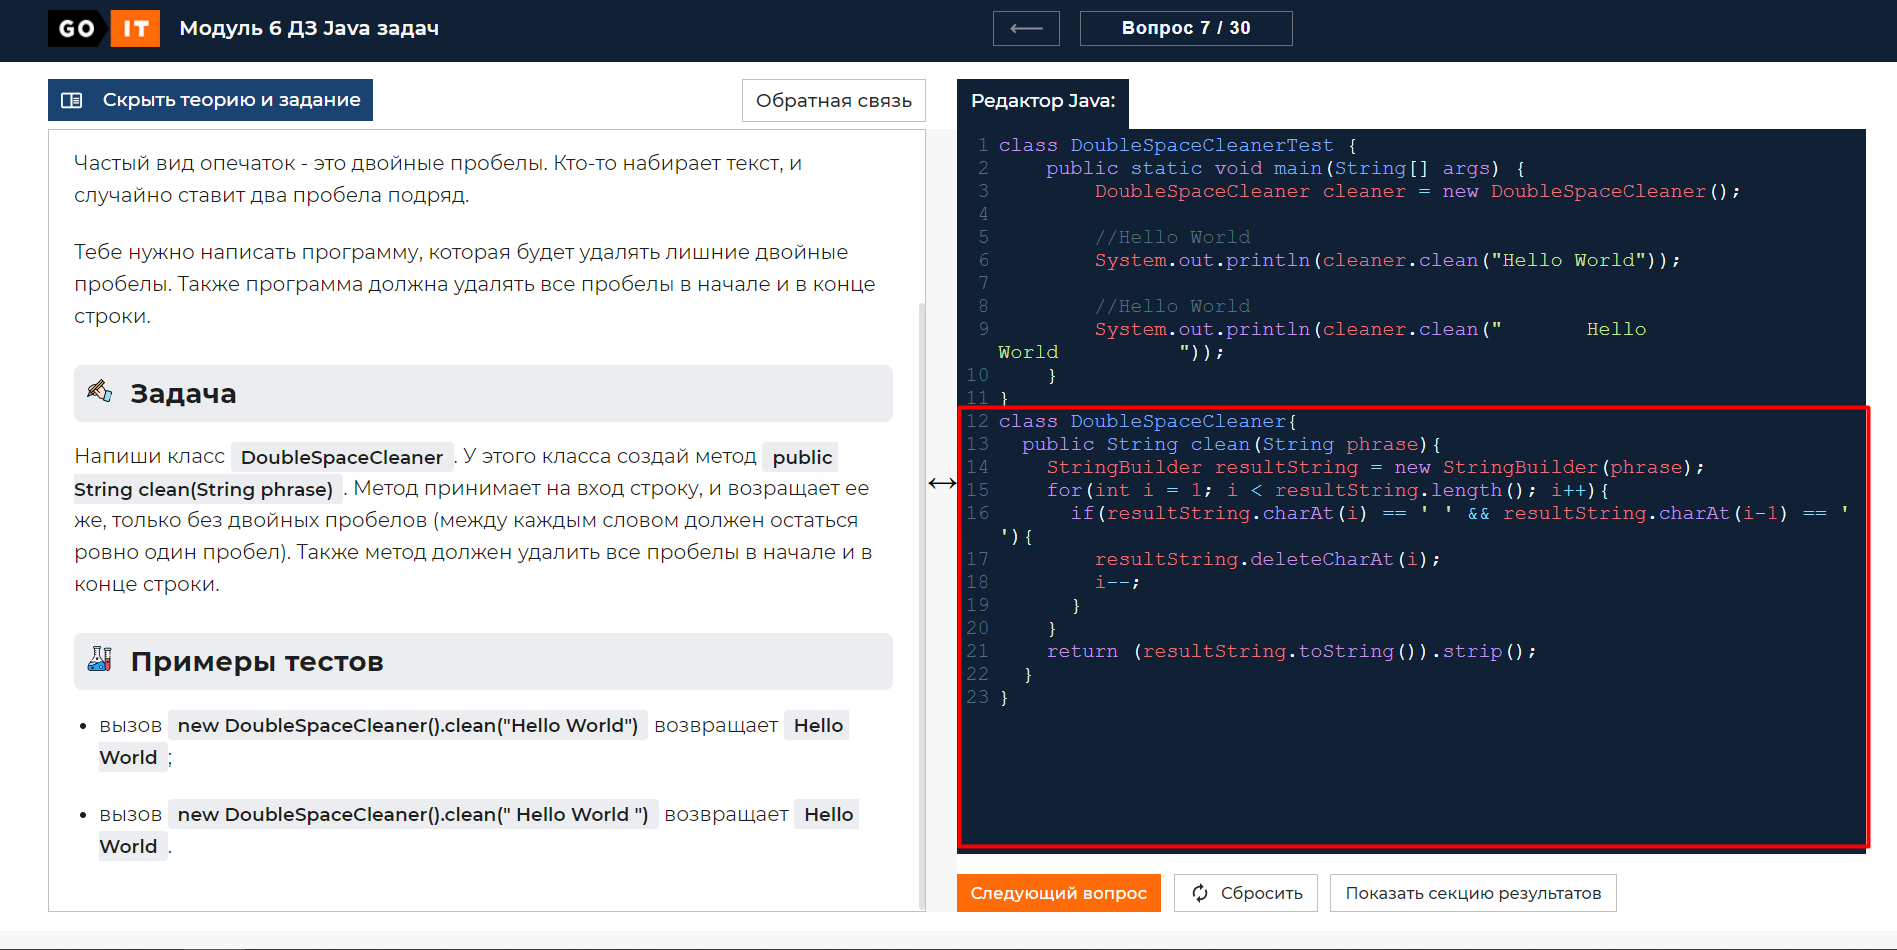 GO IT Модуль 6 ДЗ Java задач
Вопрос 7 / 30
Скрыть теорию и задание
Обратная связь
Частый вид опечаток - это двойные пробелы. Кто-то набирает текст, и
случайно ставит два пробела подряд.
Тебе нужно написать программу, которая будет удалять лишние двойные
пробелы. Также программа должна удалять все пробелы в начале и в конце
строки.
Задача
Напиши класс DoubleSpaceCleaner . У этого класса создай метод public
String clean(String phrase) . Метод принимает на вход строку, и возращает ее
же, только без двойных пробелов (между каждым словом должен остаться
ровно один пробел). Также метод должен удалить все пробелы в начале и в
конце строки.
Примеры тестов
• вызов new DoubleSpaceCleaner().clean("Hello World") возвращает Hello
World ;
• вызов new DoubleSpaceCleaner().clean(" Hello World ") возвращает Hello
World .
Редактор Java:
1 class DoubleSpaceCleanerTest {
2     public static void main(String[] args) {
3         DoubleSpaceCleaner cleaner = new DoubleSpaceCleaner();
4
5         //Hello World
6         System.out.println(cleaner.clean("Hello World"));
7
8         //Hello World
9         System.out.println(cleaner.clean("       Hello
World          "));
10     }
11 }
12 class DoubleSpaceCleaner{
13   public String clean(String phrase){
14     StringBuilder resultString = new StringBuilder(phrase);
15     for(int i = 1; i < resultString.length(); i++){
16       if(resultString.charAt(i) == ' ' && resultString.charAt(i-1) == '
'){
17         resultString.deleteCharAt(i);
18         i--;
19       }
20     }
21     return (resultString.toString()).strip();
22   }
23 }
Следующий вопрос
Сбросить
Показать секцию результатов